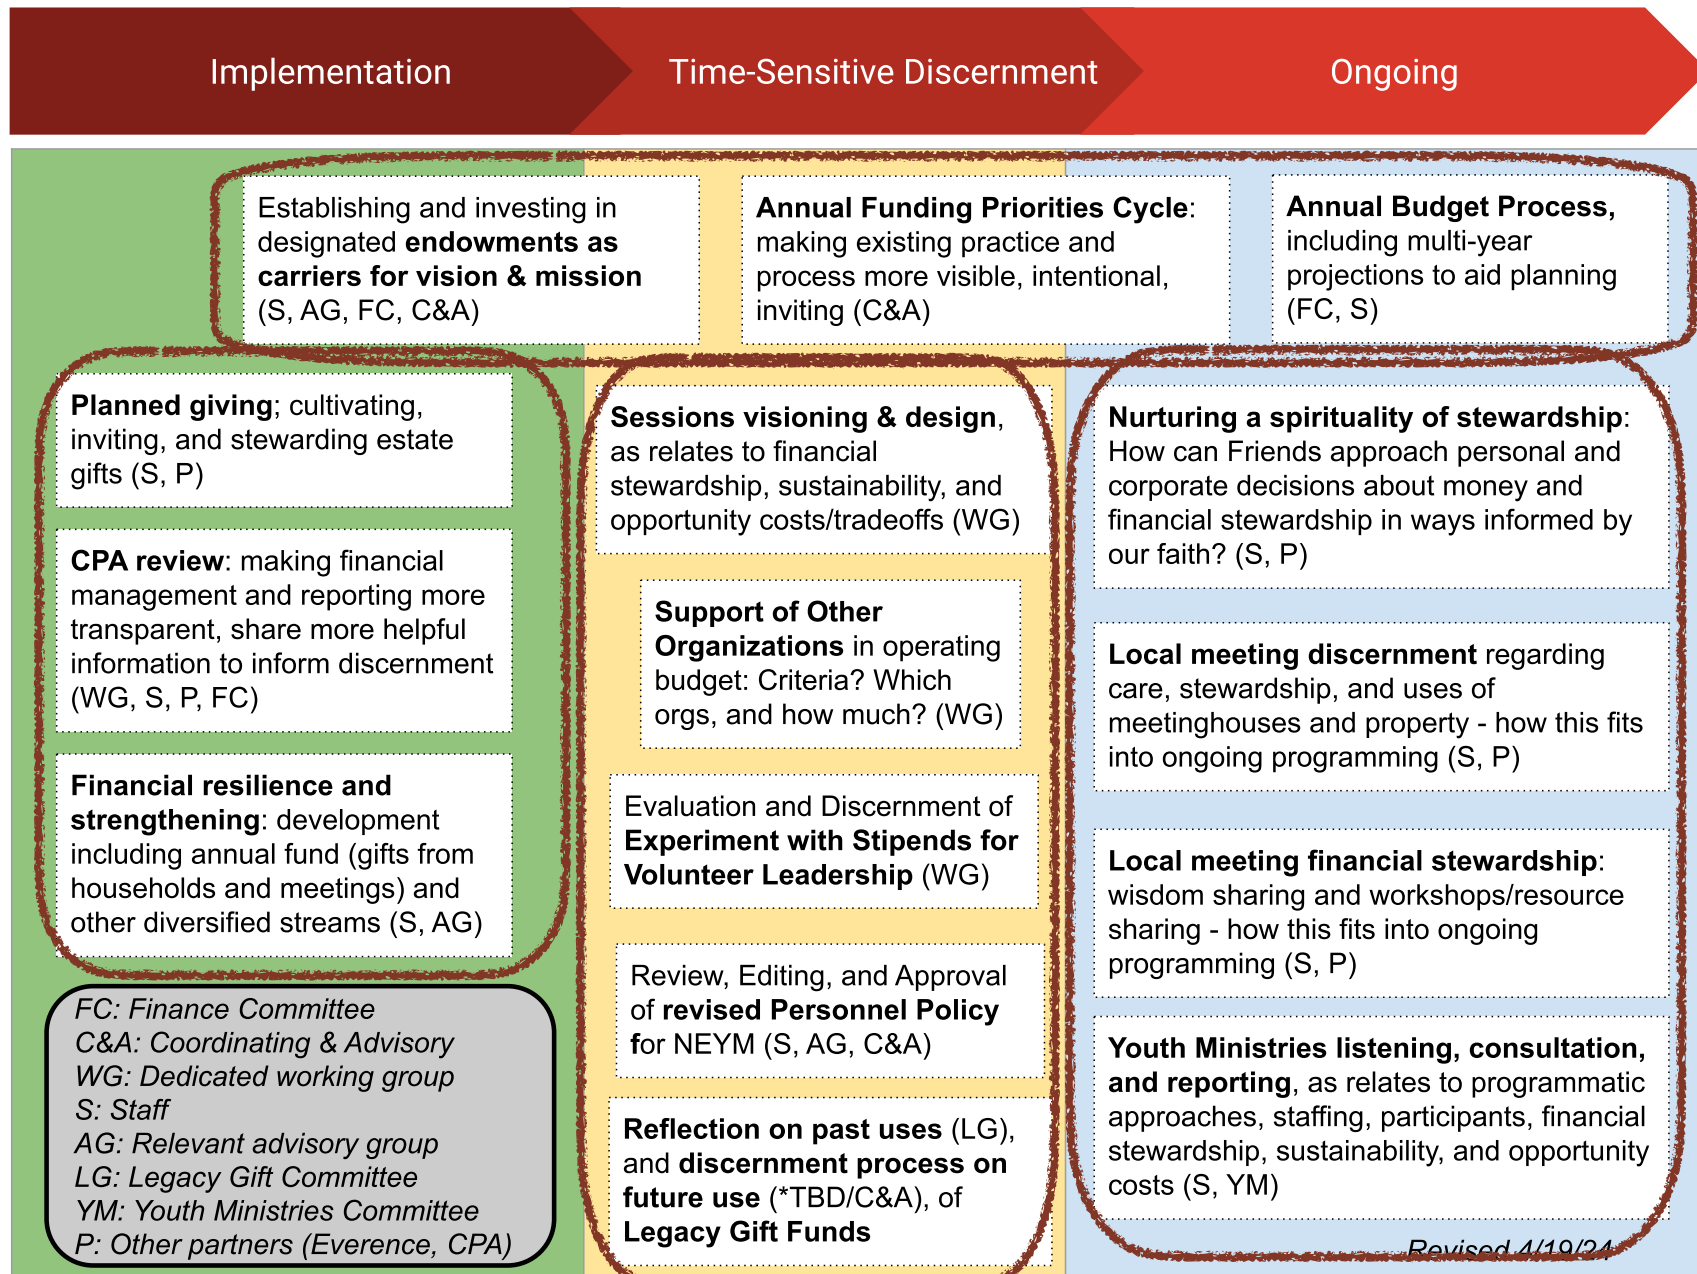 Implementation
Time-Sensitive Discernment
Ongoing
Establishing and investing in
designated endowments as
carriers for vision & mission
(S, AG, FC, C&A)
Annual Funding Priorities Cycle:
making existing practice and
process more visible, intentional,
inviting (C&A)
Annual Budget Process,
including multi-year
projections to aid planning
(FC, S)
Planned giving; cultivating,
inviting, and stewarding estate
gifts (S, P)
CPA review: making financial
management and reporting more
transparent, share more helpful
information to inform discernment
(WG, S, P, FC)
Financial resilience and
strengthening: development
including annual fund (gifts from
households and meetings) and
other diversified streams (S, AG)
FC: Finance Committee
C&A: Coordinating & Advisory
WG: Dedicated working group
S: Staff
AG: Relevant advisory group
LG: Legacy Gift Committee
YM: Youth Ministries Committee
P: Other partners (Everence, CPA)
Sessions visioning & design,
as relates to financial
stewardship, sustainability, and
opportunity costs/tradeoffs (WG)
Support of Other
Organizations in operating
budget: Criteria? Which
orgs, and how much? (WG)
Evaluation and Discernment of
Experiment with Stipends for
Volunteer Leadership (WG)
Review, Editing, and Approval
of revised Personnel Policy
for NEYM (S, AG, C&A)
Reflection on past uses (LG),
and discernment process on
future use (*TBD/C&A), of
Legacy Gift Funds
Nurturing a spirituality of stewardship:
How can Friends approach personal and
corporate decisions about money and
financial stewardship in ways informed by
our faith? (S, P)
Local meeting discernment regarding
care, stewardship, and uses of
meetinghouses and property - how this fits
into ongoing programming (S, P)
Local meeting financial stewardship:
wisdom sharing and workshops/resource
sharing - how this fits into ongoing
programming (S, P)
Youth Ministries listening, consultation,
and reporting, as relates to programmatic
approaches, staffing, participants, financial
stewardship, sustainability, and opportunity
costs (S, YM)
Revised 4/19/24